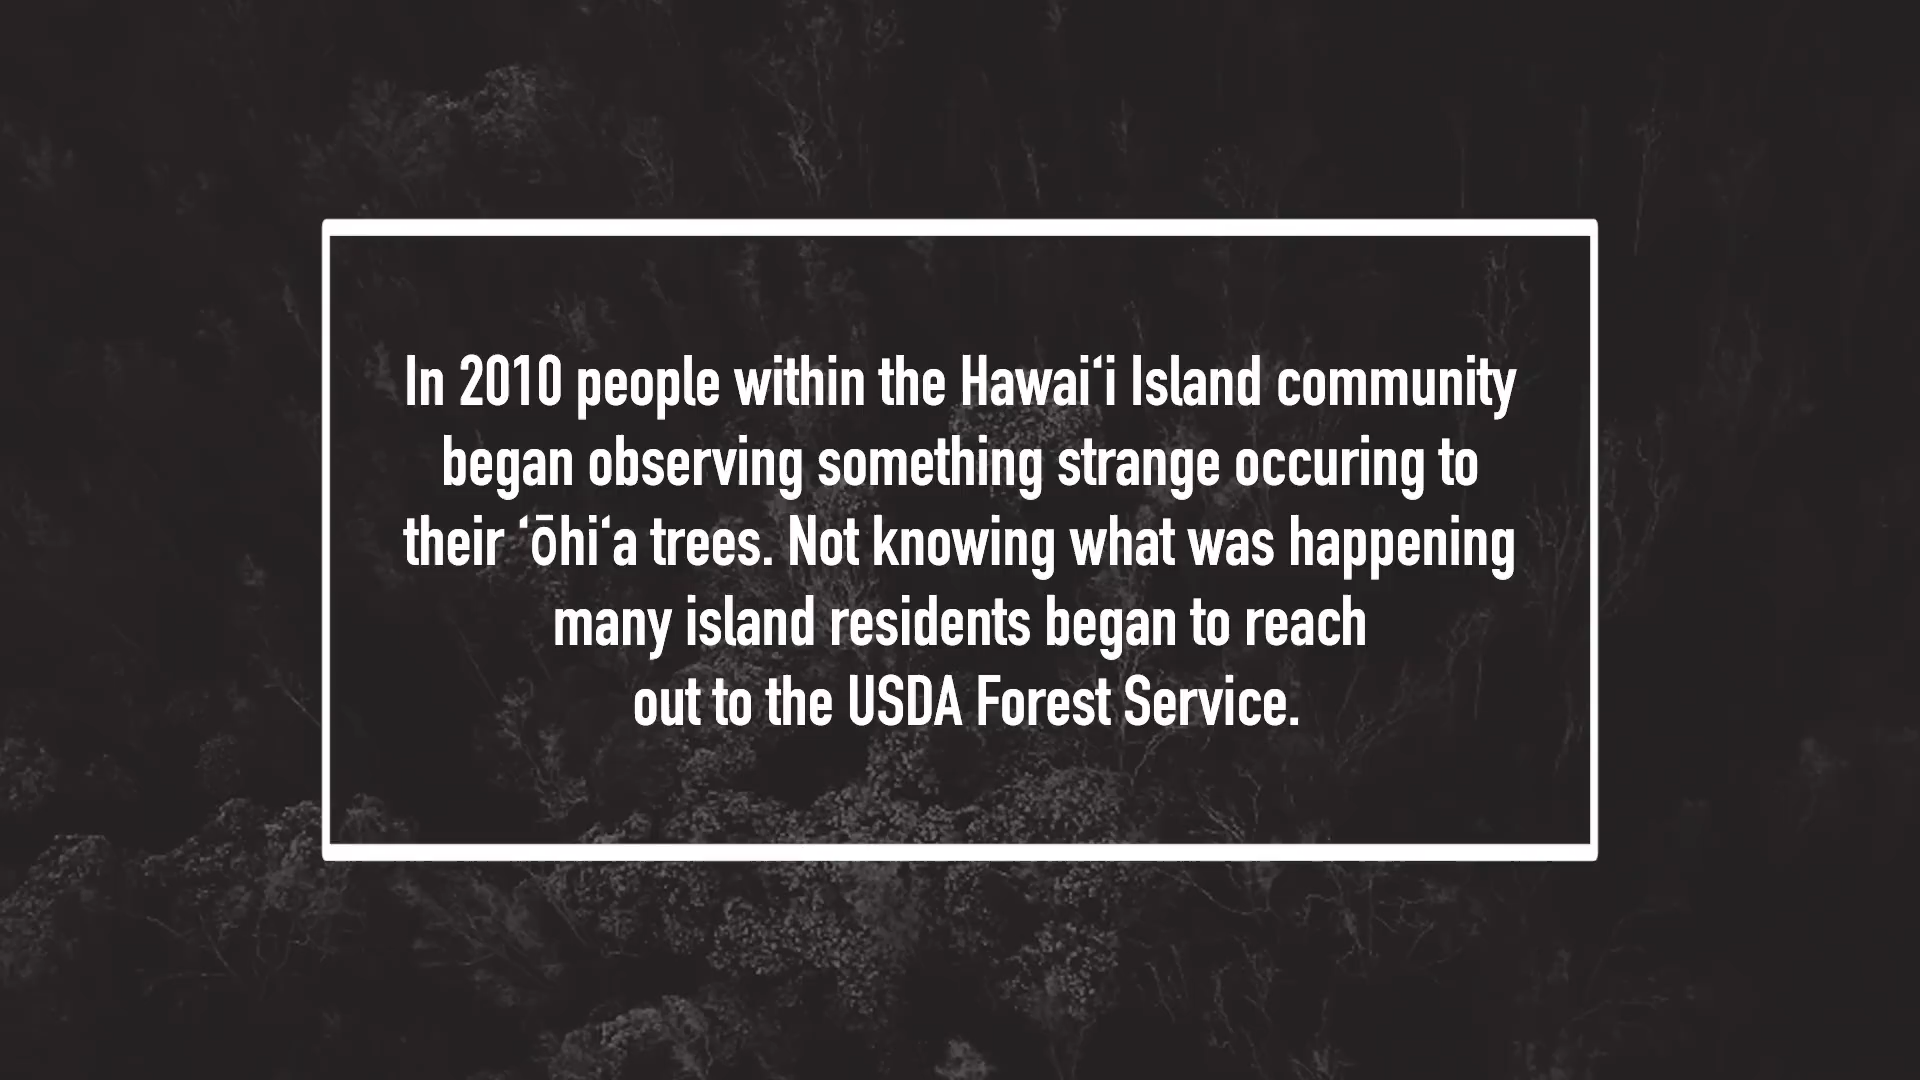 In 2010 people within the Hawaiʻi Island community
began observing something strange occuring to
their ʻōhiʻa trees. Not knowing what was happening
many island residents began to reach
out to the USDA Forest Service.